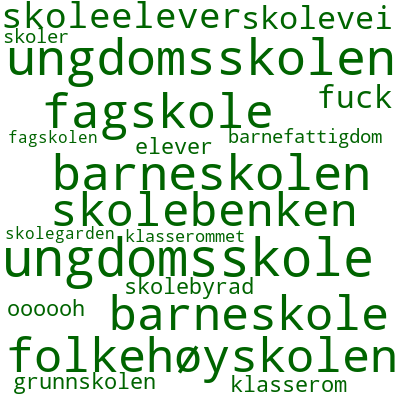 skoleelever skolevei
skoler
ungdomsskolen
fuck
fagskole
fagskolen elever barnefattigdom
barneskolen
skolebenken
skolegarden klasserommet
ungdomsskole
skolebyrad
oooooh barneskole
folkehøyskolen
grunnskolen klasserom